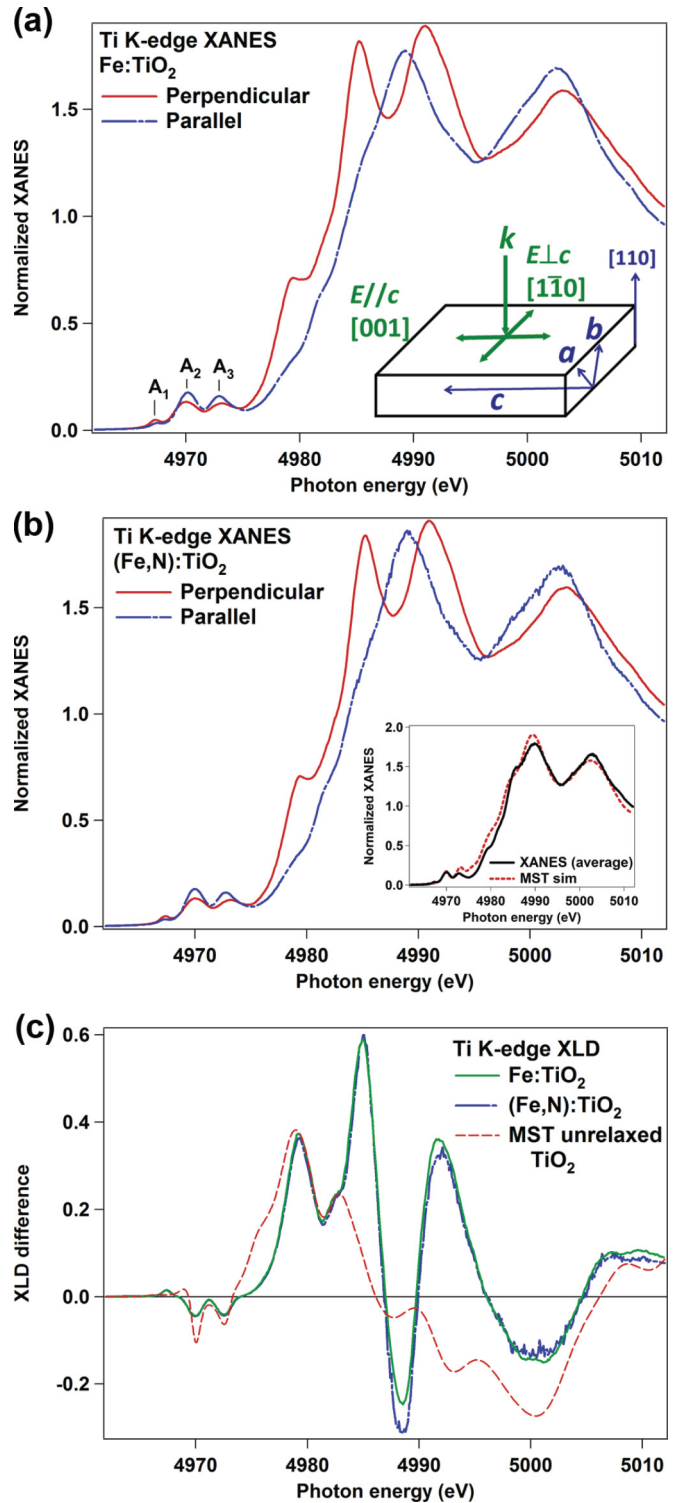 (a)
Ti K-edge XANES
Fe:TiO2
Perpendicular
Parallel
Normalized XANES
1.5
1.0
0.5
0.0
A1
A2
A3
k
E⊥c
[11̄0]
E//c
[001]
[110]
a
b
c
4970
4980
4990
5000
5010
Photon energy (eV)
(b)
Ti K-edge XANES
(Fe,N):TiO2
Perpendicular
Parallel
Normalized XANES
1.5
1.0
0.5
0.0
Normalized XANES
2.0
1.5
1.0
0.5
0.0
XANES (average)
MST sim
4970
4980
4990
5000
5010
Photon energy (eV)
4970
4980
4990
5000
5010
Photon energy (eV)
(c)
Ti K-edge XLD
Fe:TiO2
(Fe,N):TiO2
MST unrelaxed
TiO2
XLD difference
0.6
0.4
0.2
0.0
-0.2
4970
4980
4990
5000
5010
Photon energy (eV)